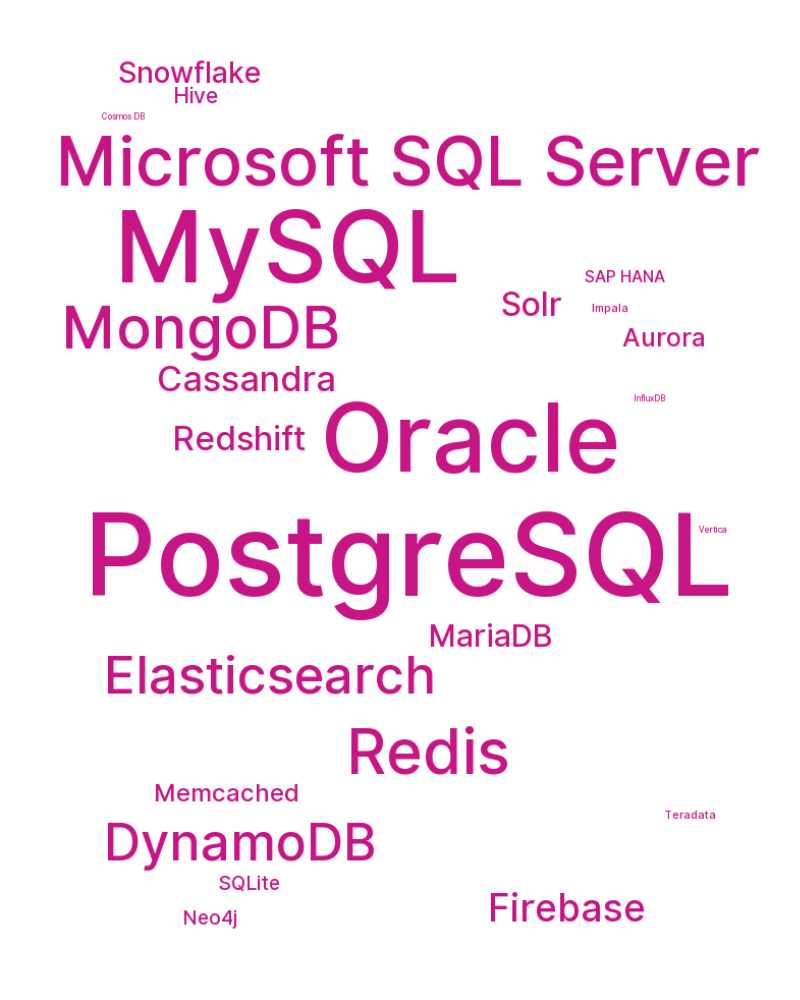 Snowflake
Hive
Cosmos DB
Microsoft SQL Server
MySQL
SAP HANA
Solr
Impala
MongoDB
Aurora
Cassandra
InfluxDB
Redshift
Oracle
PostgreSQL
Vertica
MariaDB
Elasticsearch
Redis
Memcached
Teradata
DynamoDB
SQLite
Firebase
Neo4j